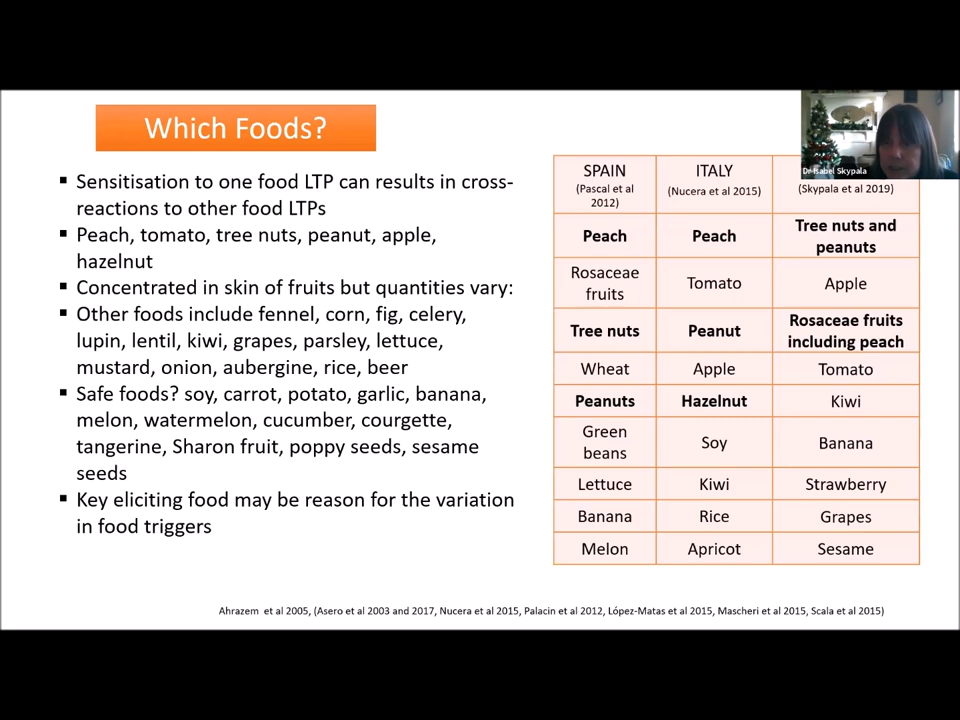 Which Foods?
Dr Isabel Skypala
▪ Sensitisation to one food LTP can results in cross-
reactions to other food LTPs
▪ Peach, tomato, tree nuts, peanut, apple,
hazelnut
▪ Concentrated in skin of fruits but quantities vary:
▪ Other foods include fennel, corn, fig, celery,
lupin, lentil, kiwi, grapes, parsley, lettuce,
mustard, onion, aubergine, rice, beer
▪ Safe foods? soy, carrot, potato, garlic, banana,
melon, watermelon, cucumber, courgette,
tangerine, Sharon fruit, poppy seeds, sesame
seeds
▪ Key eliciting food may be reason for the variation
in food triggers
SPAIN
(Pascal et al
2012)
ITALY
(Nucera et al 2015)
(Skypala et al 2019)
Peach
Peach
Tree nuts and
peanuts
Rosaceae
fruits
Tomato
Apple
Tree nuts
Peanut
Rosaceae fruits
including peach
Wheat
Apple
Tomato
Peanuts
Hazelnut
Kiwi
Green
beans
Soy
Banana
Lettuce
Kiwi
Strawberry
Banana
Rice
Grapes
Melon
Apricot
Sesame
Ahrazem et al 2005, (Asero et al 2003 and 2017, Nucera et al 2015, Palacin et al 2012, López-Matas et al 2015, Mascheri et al 2015, Scala et al 2015)